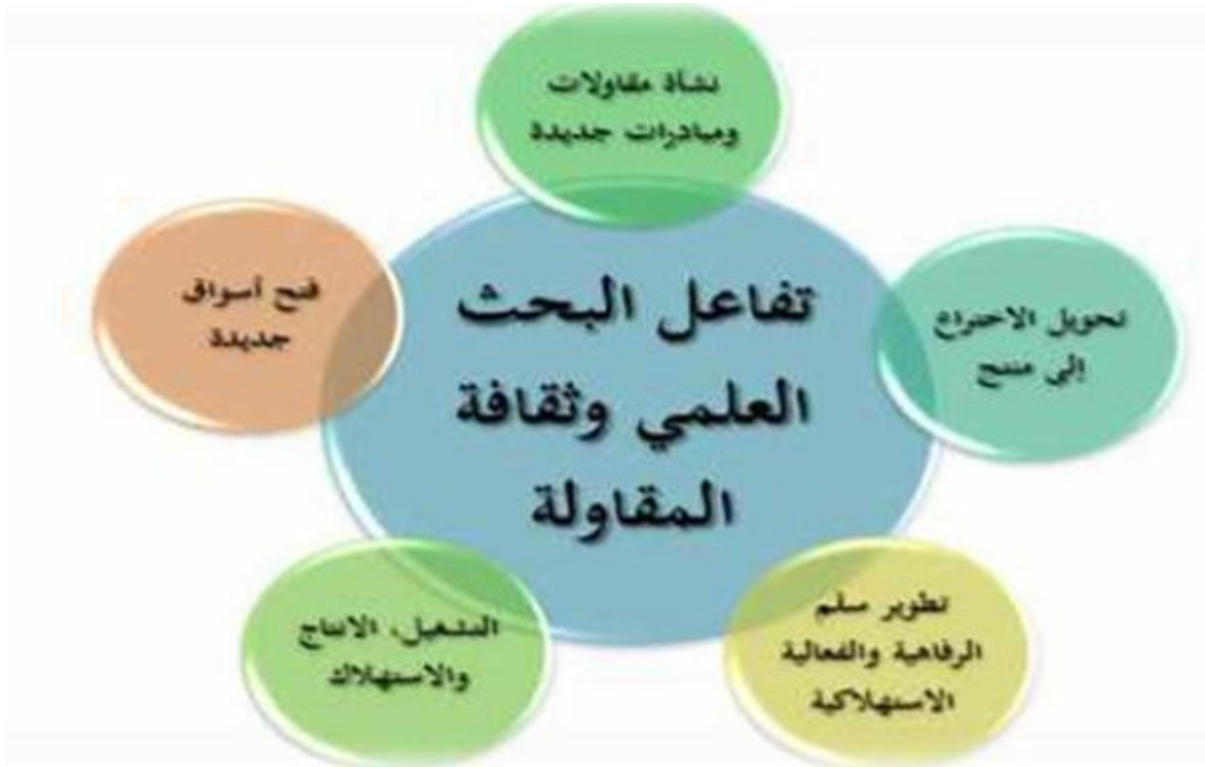 نشأة مقاولات
ومبادرات جديدة
تحويل الاختراع
إلى منتج
تطوير سلم
الرفاهية والفعالية
الاستهلاكية
التشغيل، الانتاج
والاستهلاك
فتح أسواق
جديدة
تفاعل البحث
العلمي وثقافة
المقاولة